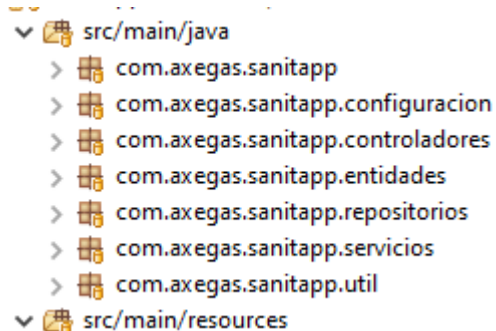 src/main/java
com.axegas.sanitapp
com.axegas.sanitapp.configuracion
com.axegas.sanitapp.controladores
com.axegas.sanitapp.entidades
com.axegas.sanitapp.repositorios
com.axegas.sanitapp.servicios
com.axegas.sanitapp.util
src/main/resources